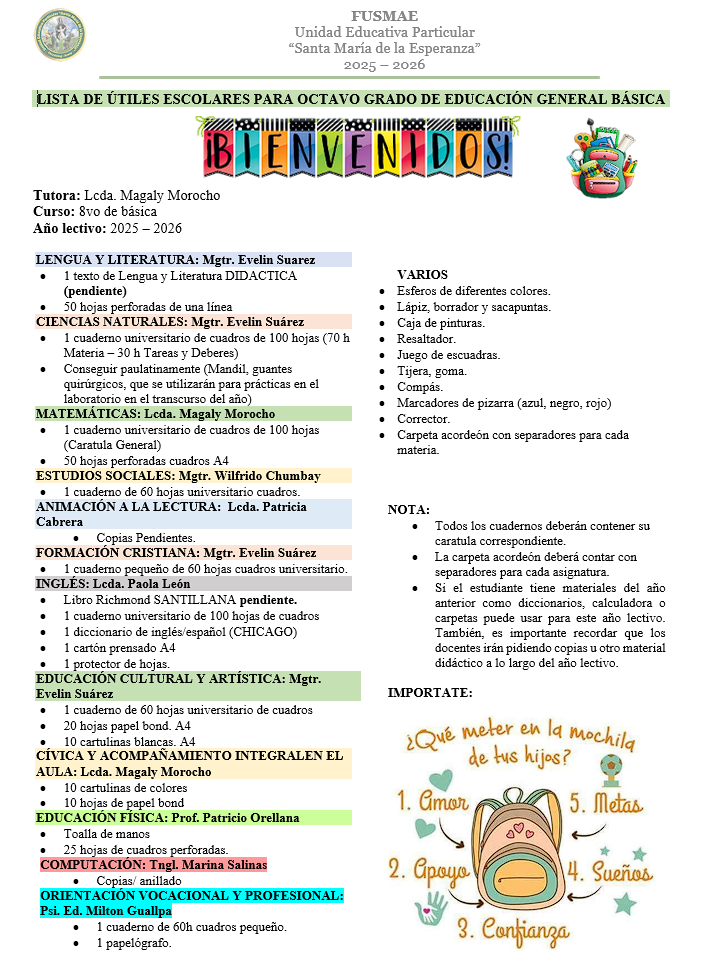 FUSMAE
Unidad Educativa Particular
“Santa María de la Esperanza”
2025 – 2026
LISTA DE ÚTILES ESCOLARES PARA OCTAVO GRADO DE EDUCACIÓN GENERAL BÁSICA
¡BIENVENIDOS!
Tutora: Lcda. Magaly Morocho
Curso: 8vo de básica
Año lectivo: 2025 – 2026
LENGUA Y LITERATURA: Mgtr. Evelin Suarez
• 1 texto de Lengua y Literatura DIDACTICA
(pendiente)
• 50 hojas perforadas de una línea
CIENCIAS NATURALES: Mgtr. Evelin Suárez
• 1 cuaderno universitario de cuadros de 100 hojas (70 h
Materia – 30 h Tareas y Deberes)
• Conseguir paulatinamente (Mandil, guantes
quirúrgicos, que se utilizarán para prácticas en el
laboratorio en el transcurso del año)
MATEMÁTICAS: Lcda. Magaly Morocho
• 1 cuaderno universitario de cuadros de 100 hojas
(Caratula General)
• 50 hojas perforadas cuadros A4
ESTUDIOS SOCIALES: Mgtr. Wilfrido Chumbay
• 1 cuaderno de 60 hojas universitario cuadros.
ANIMACIÓN A LA LECTURA: Lcda. Patricia
Cabrera
• Copias Pendientes.
FORMACIÓN CRISTIANA: Mgtr. Evelin Suárez
• 1 cuaderno pequeño de 60 hojas cuadros universitario.
INGLÉS: Lcda. Paola León
• Libro Richmond SANTILLANA pendiente.
• 1 cuaderno universitario de 100 hojas de cuadros
• 1 diccionario de inglés/español (CHICAGO)
• 1 cartón prensado A4
• 1 protector de hojas.
EDUCACIÓN CULTURAL Y ARTÍSTICA: Mgtr.
Evelin Suárez
• 1 cuaderno de 60 hojas universitario de cuadros
• 20 hojas papel bond. A4
• 10 cartulinas blancas. A4
CÍVICA Y ACOMPAÑAMIENTO INTEGRALEN EL
AULA: Lcda. Magaly Morocho
• 10 cartulinas de colores
• 10 hojas de papel bond
EDUCACIÓN FÍSICA: Prof. Patricio Orellana
• Toalla de manos
• 25 hojas de cuadros perforadas.
COMPUTACIÓN: Tngl. Marina Salinas
• Copias/ anillado
ORIENTACIÓN VOCACIONAL Y PROFESIONAL:
Psi. Ed. Milton Guallpa
• 1 cuaderno de 60h cuadros pequeño.
• 1 papelógrafo.
VARIOS
• Esferos de diferentes colores.
• Lápiz, borrador y sacapuntas.
• Caja de pinturas.
• Resaltador.
• Juego de escuadras.
• Tijera, goma.
• Compás.
• Marcadores de pizarra (azul, negro, rojo)
• Corrector.
• Carpeta acordeón con separadores para cada
materia.
NOTA:
• Todos los cuadernos deberán contener su
caratula correspondiente.
• La carpeta acordeón deberá contar con
separadores para cada asignatura.
• Si el estudiante tiene materiales del año
anterior como diccionarios, calculadora o
carpetas puede usar para este año lectivo.
También, es importante recordar que los
docentes irán pidiendo copias u otro material
didáctico a lo largo del año lectivo.
IMPORTATE:
¿Qué meter en la mochila
de tus hijos?
1. Amor
5. Metas
2. Apoyo
4. Sueños
3. Confianza